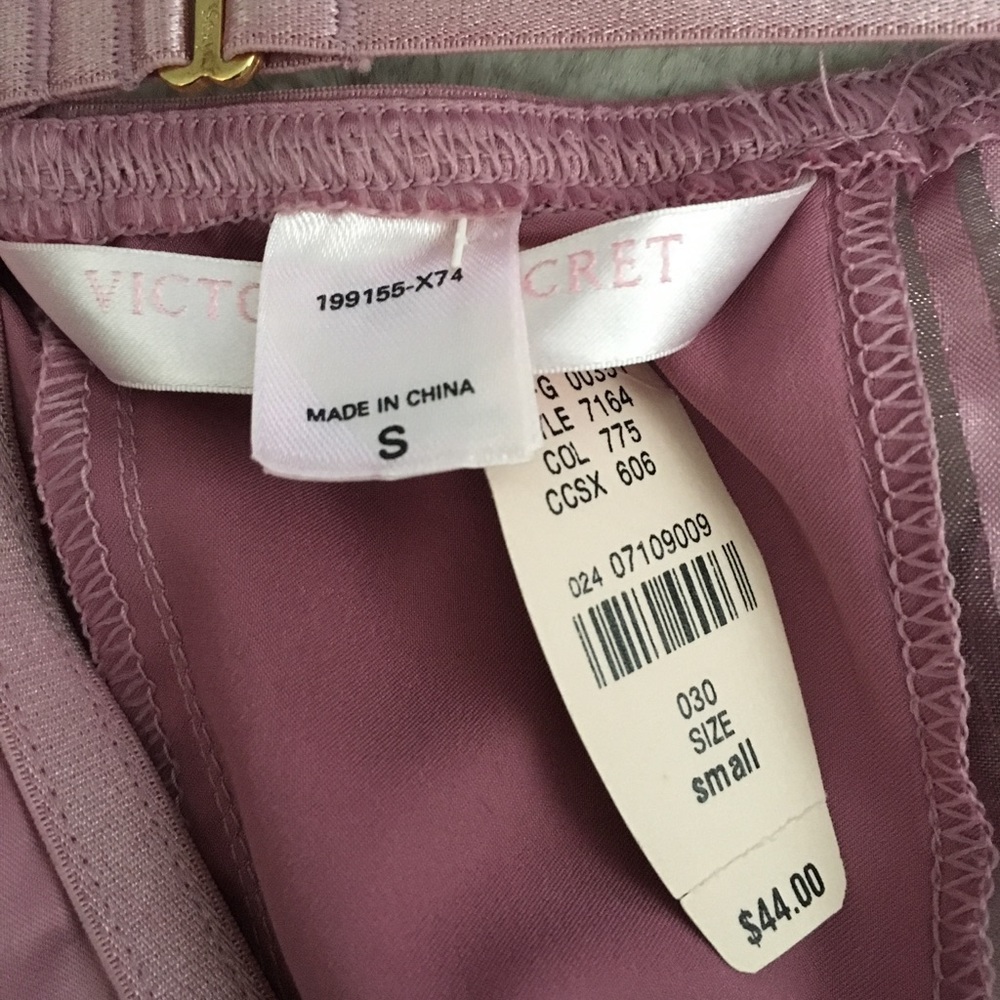 VICTO CRET
199155-X74
MADE IN CHINA
S
G 0035
LE 7164
COL 775
CCSX 606
024 07109009
030
SIZE
small
$44.00